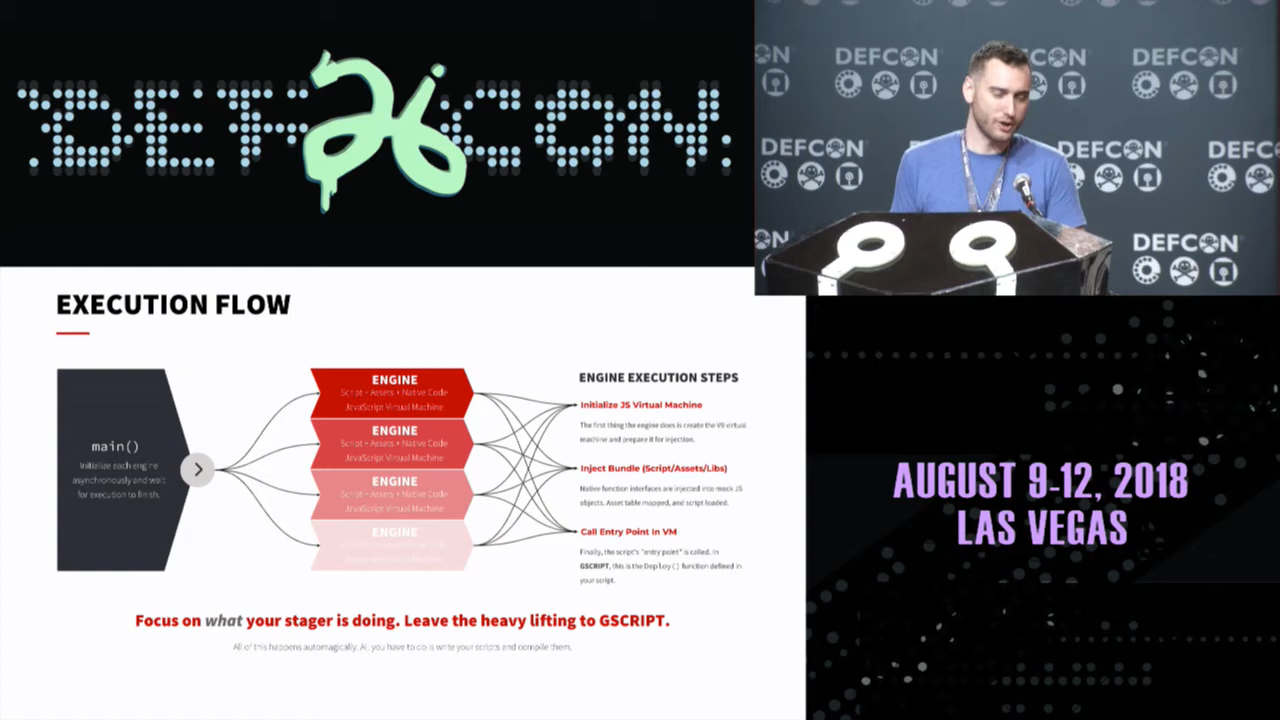 DEF 26 CON
DEFCON
DEFCON
DEFCON
DEFCON
DEFCON
DEFCON
EXECUTION FLOW
main()
Initialize each engine
asynchronously and wait
for execution to finish.
ENGINE
Script + Assets + Native Code
JavaScript Virtual Machine
ENGINE
Script + Assets + Native Code
JavaScript Virtual Machine
ENGINE
Script + Assets + Native Code
JavaScript Virtual Machine
ENGINE
ENGINE EXECUTION STEPS
Initialize JS Virtual Machine
The first thing the engine does is create the V8 virtual
machine and prepare it for injection.
Inject Bundle (Script/Assets/Libs)
Native function interfaces are injected into mock JS
objects. Asset table mapped, and script loaded.
Call Entry Point In VM
Finally, the script's "entry point" is called. In
GSCRIPT, this is the Deploy() function defined in
your script.
Focus on what your stager is doing. Leave the heavy lifting to GSCRIPT.
All of this happens automagically. All you have to do is write your scripts and compile them.
AUGUST 9-12, 2018
LAS VEGAS